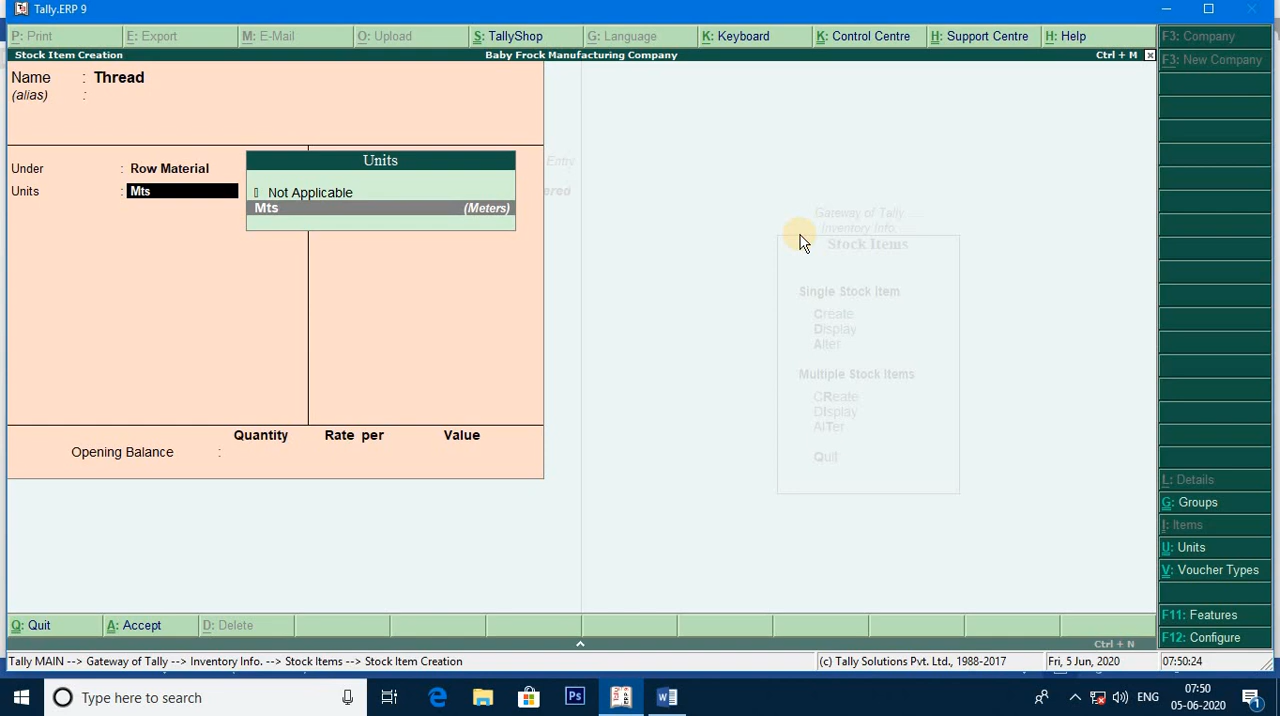 Tally.ERP 9
P: Print
E: Export
M: E-Mail
O: Upload
S: TallyShop
G: Language
K: Keyboard
K: Control Centre
H: Support Centre
H: Help
F3: Company
F3: New Company
Stock Item Creation
Baby Frock Manufacturing Company
Ctrl + M
Name : Thread
(alias) :
Under : Row Material
Units : Mts
Units
Not Applicable
Mts (Meters)
Entry
ered
Gateway of Tally .....
Inventory Info. ....
Stock Items
Single Stock Item
Create
Display
Alter
Multiple Stock Items
CReate
DIsplay
AlTer
Quit
Quantity Rate per Value
Opening Balance :
L: Details
G: Groups
I: Items
U: Units
V: Voucher Types
F11: Features
F12: Configure
Q: Quit
A: Accept
D: Delete
Ctrl + N
Tally MAIN --> Gateway of Tally --> Inventory Info. --> Stock Items --> Stock Item Creation
(c) Tally Solutions Pvt. Ltd., 1988-2017
Fri, 5 Jun, 2020
07:50:24
Type here to search
Ps
ENG
07:50
05-06-2020
1